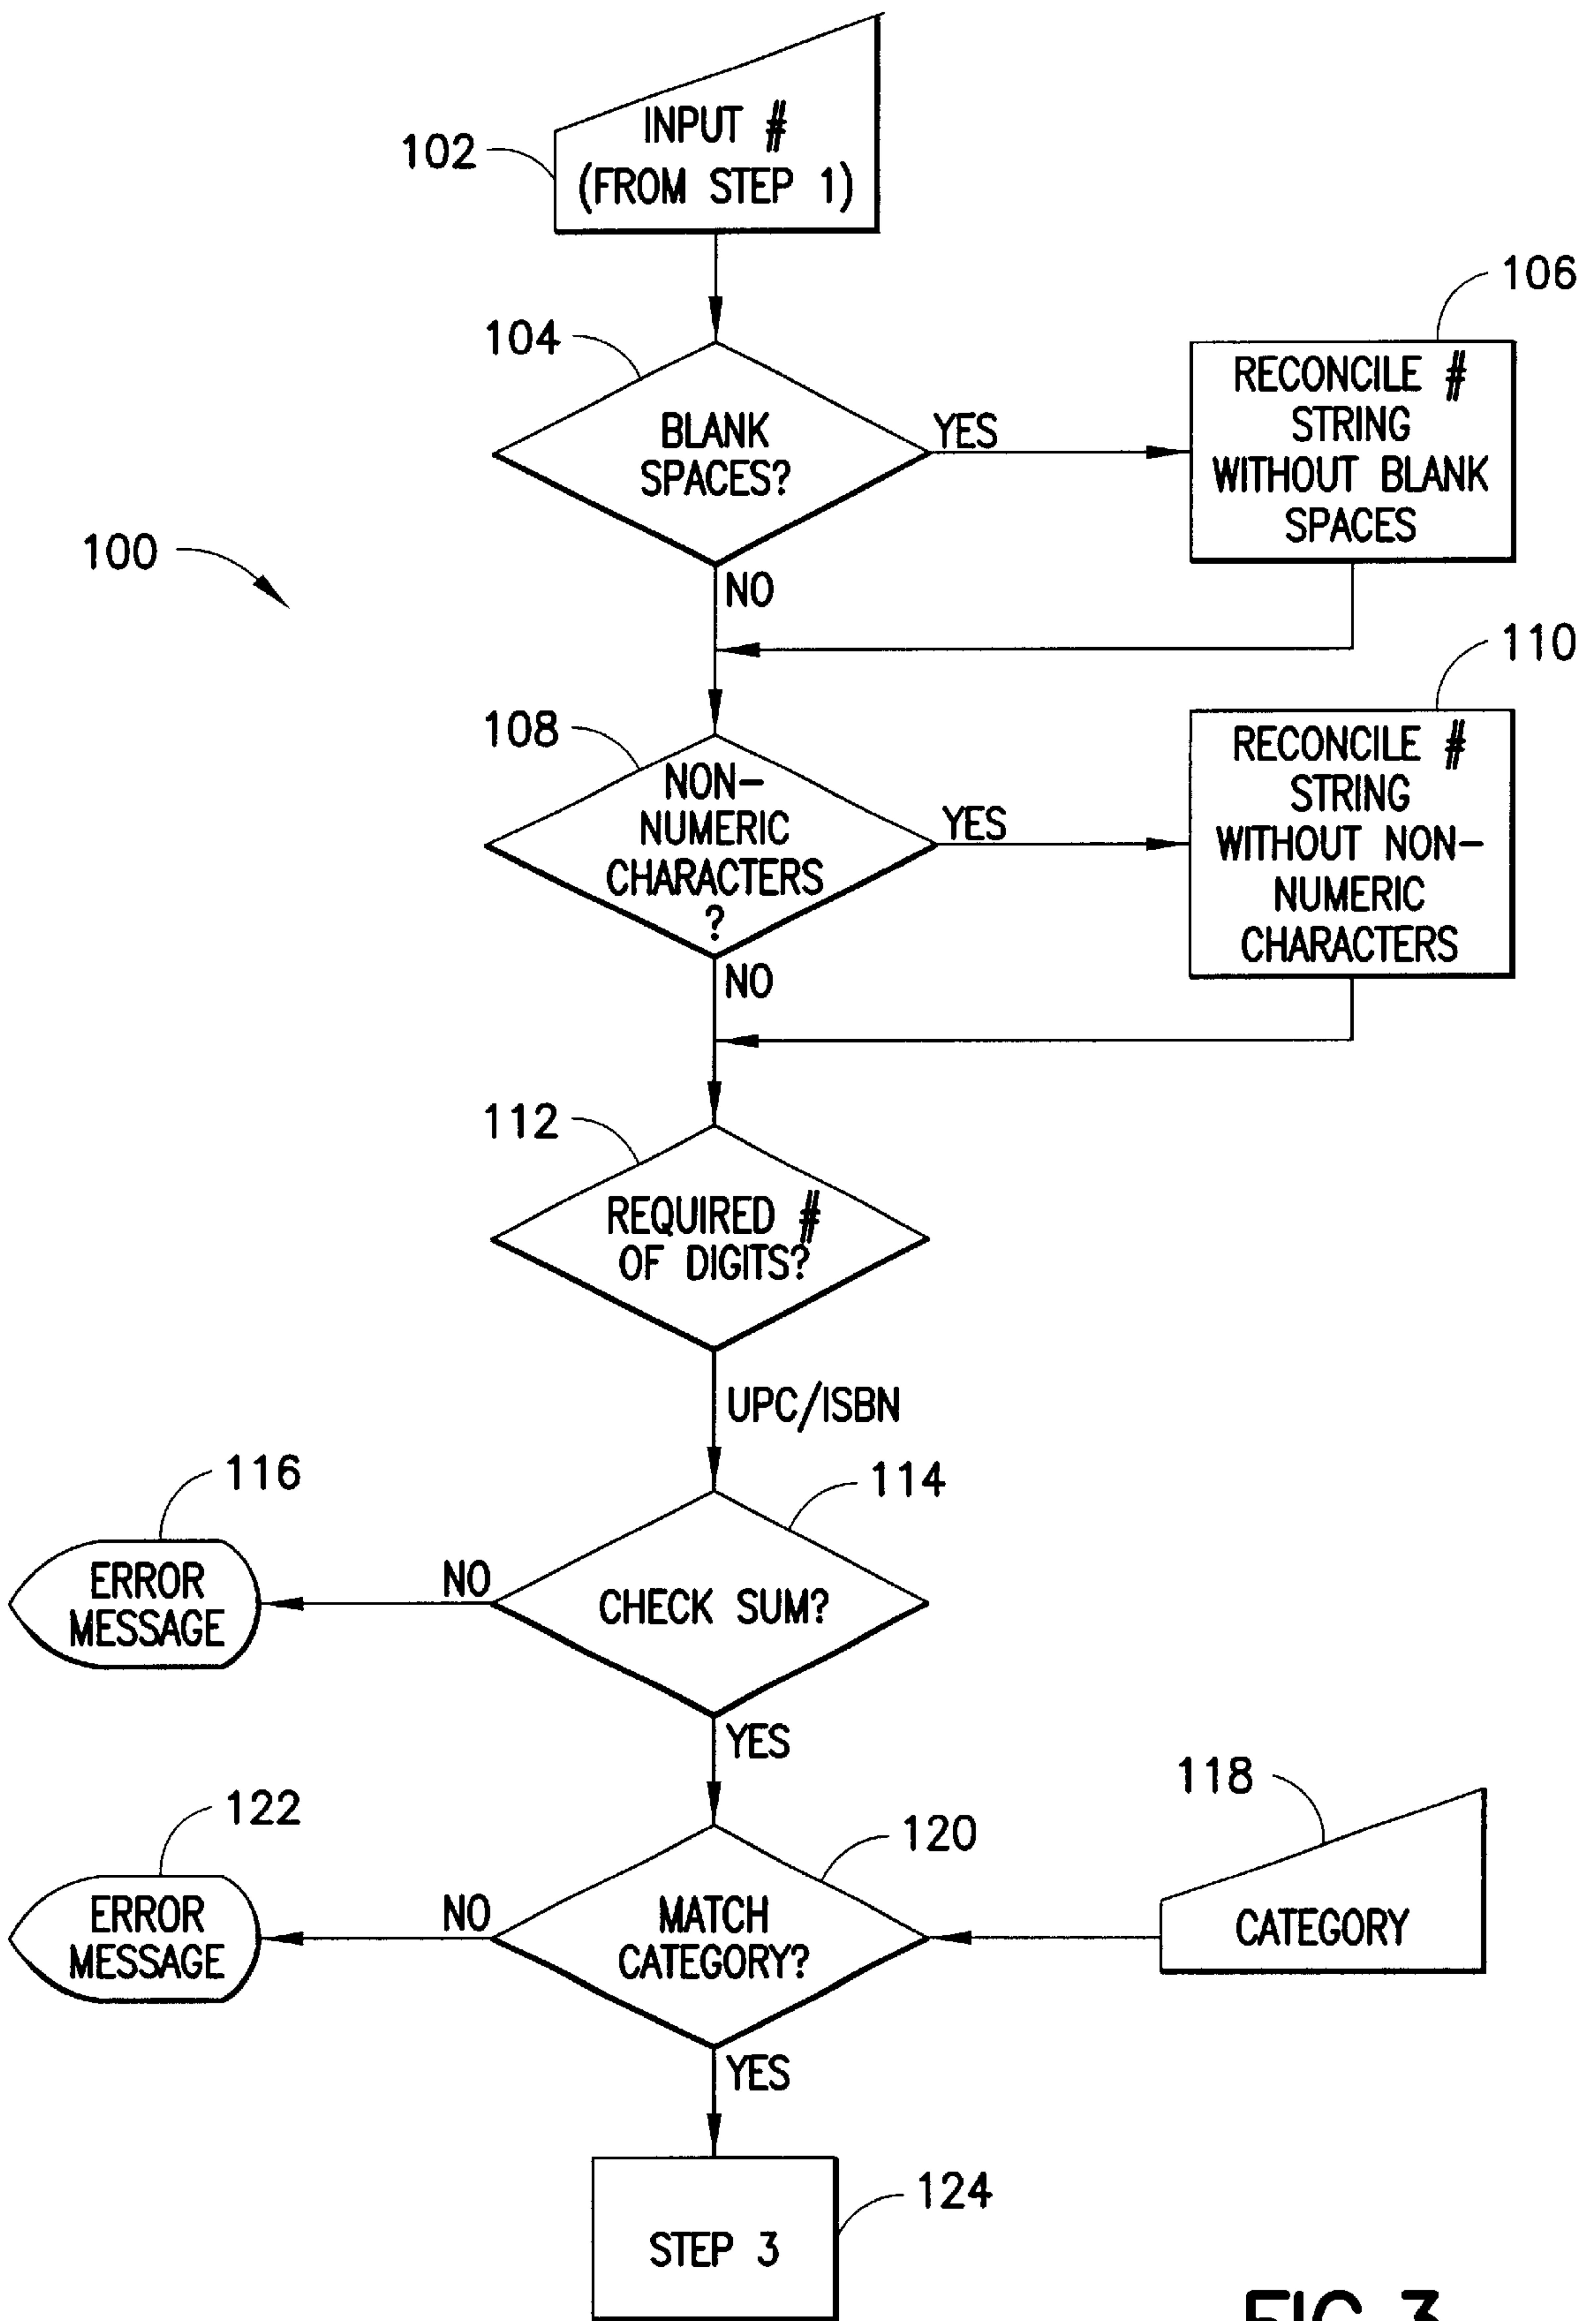 INPUT #
(FROM STEP 1)
102
106
104
RECONCILE #
STRING
WITHOUT BLANK
SPACES
BLANK
SPACES?
YES
100
NO
110
108
RECONCILE #
STRING
WITHOUT NON-
NUMERIC
CHARACTERS
NON-
NUMERIC
CHARACTERS
?
YES
NO
112
REQUIRED #
OF DIGITS?
UPC/ISBN
116
114
ERROR
MESSAGE
NO
CHECK SUM?
YES
118
122
120
ERROR
MESSAGE
NO
MATCH
CATEGORY?
CATEGORY
YES
124
STEP 3
FIG. 3